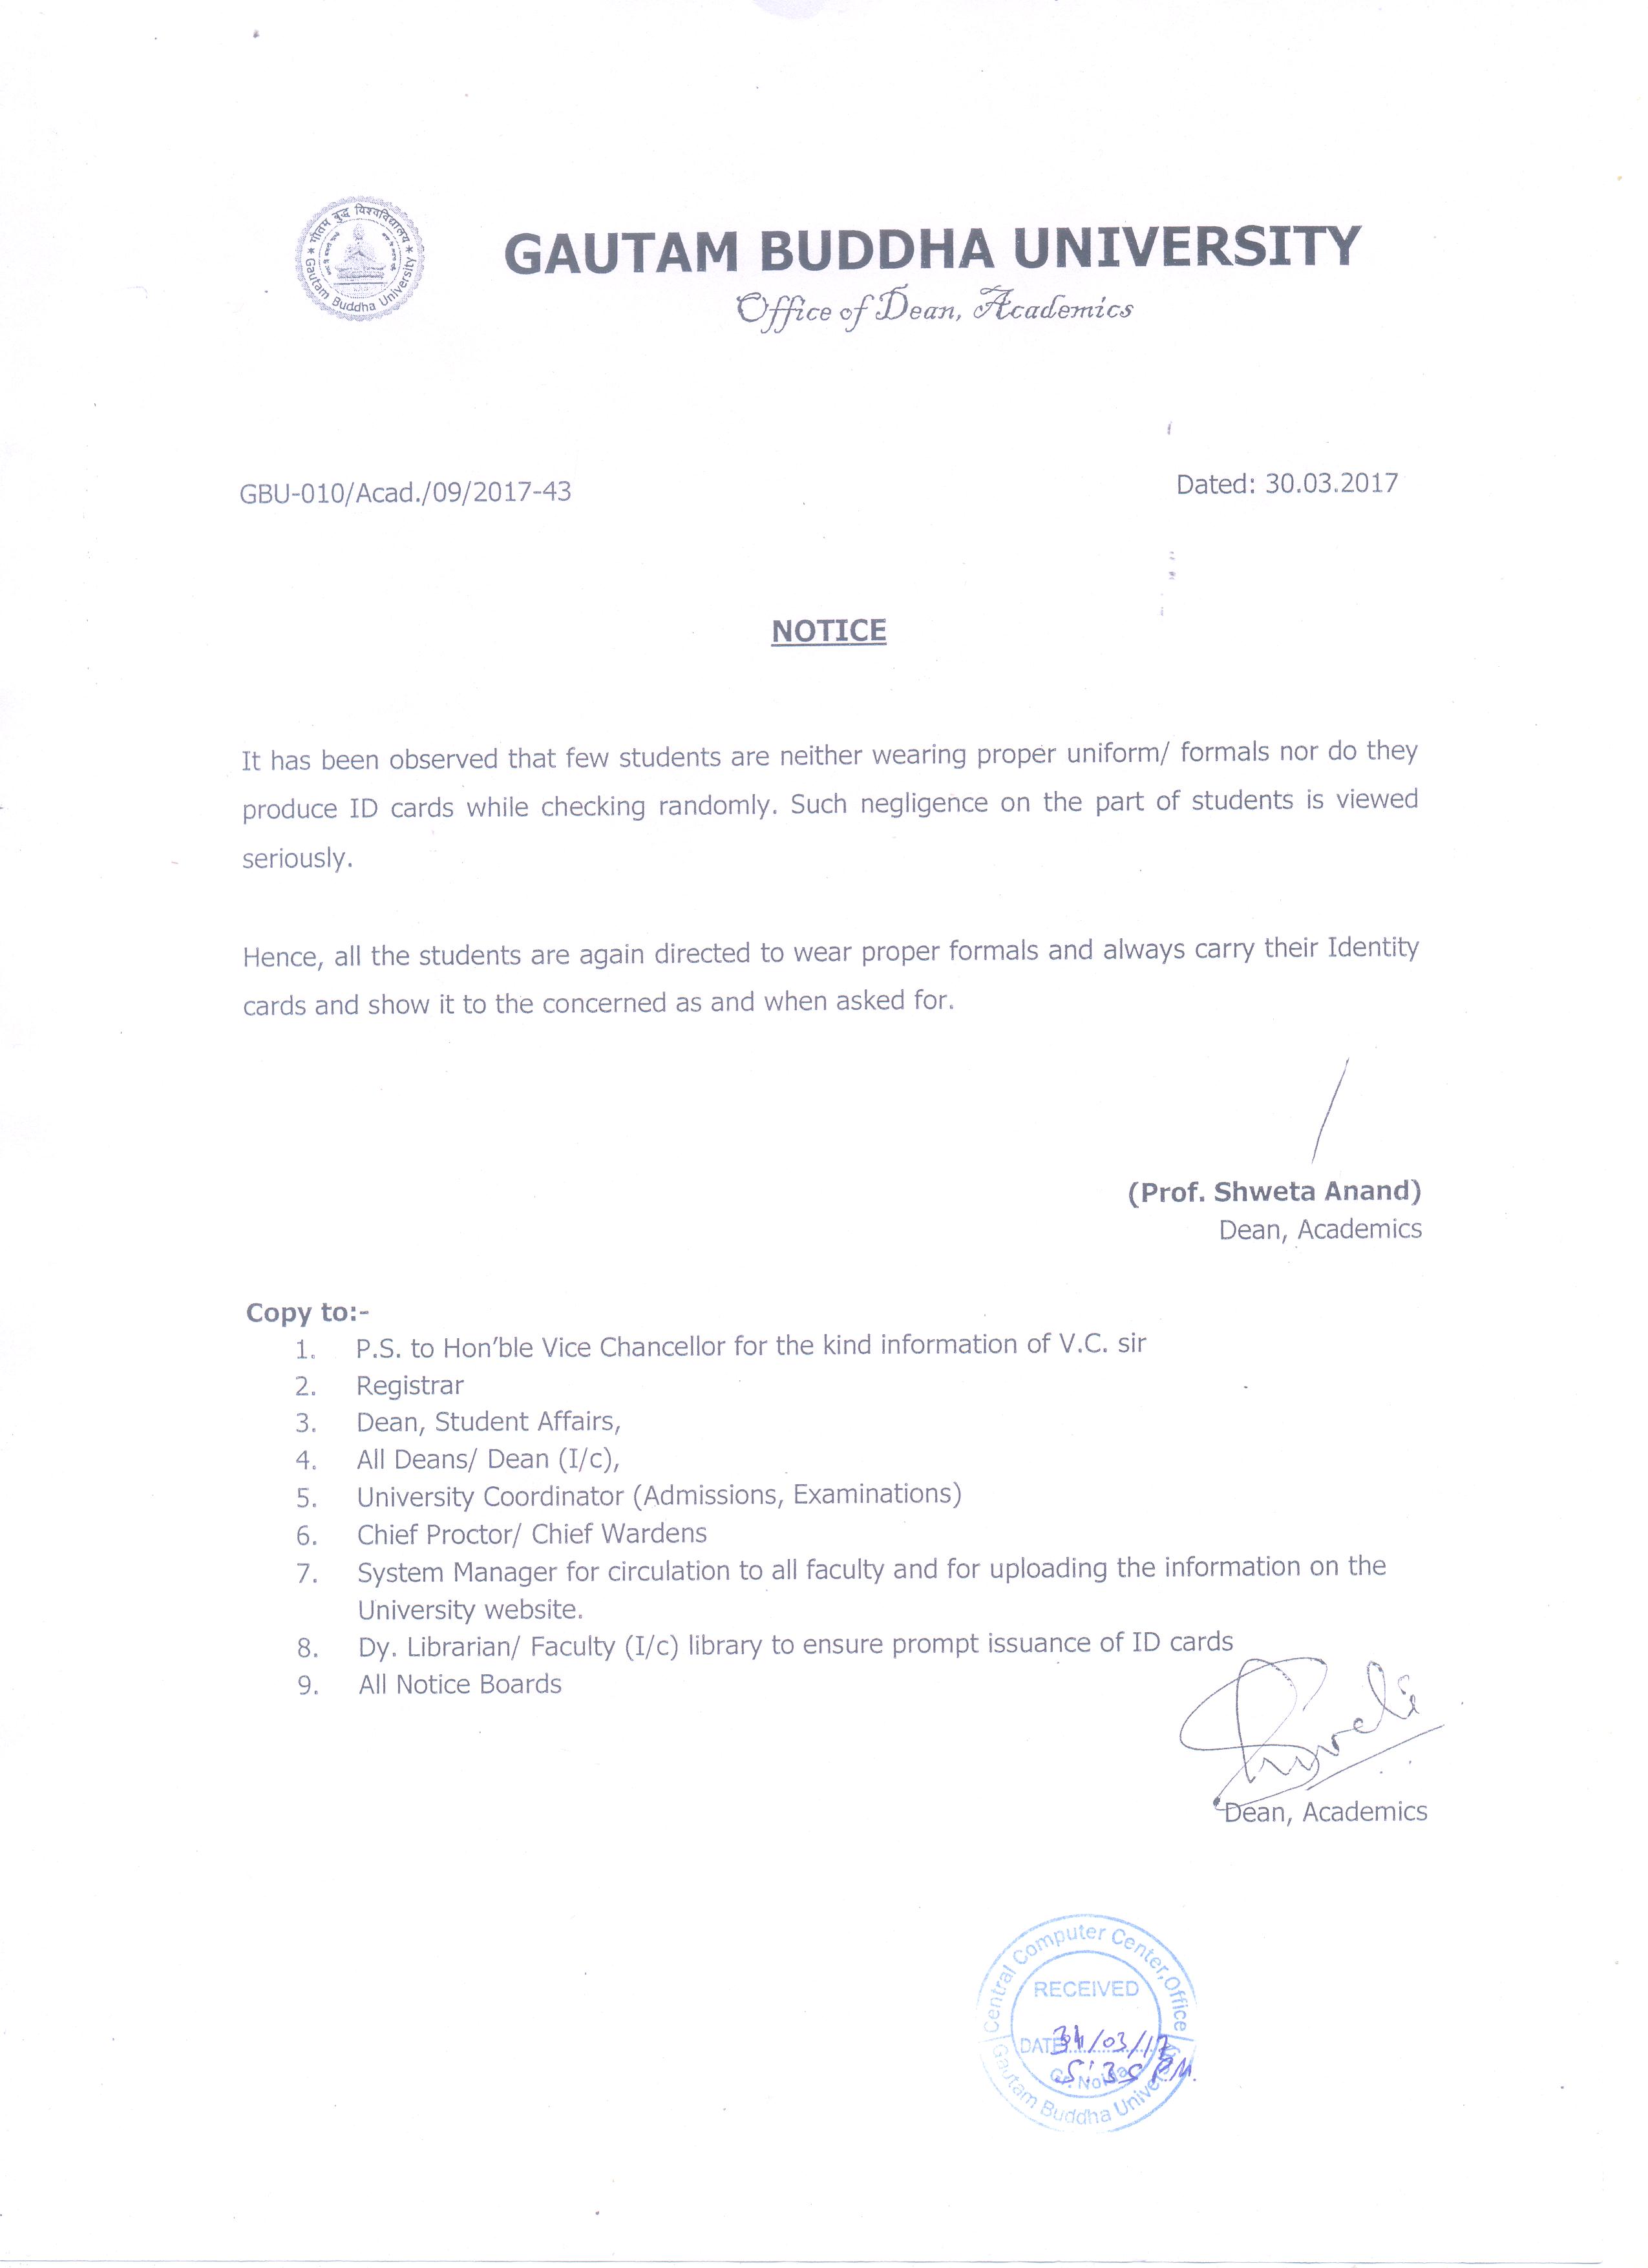 गौतम बुद्ध विश्वविद्यालय
Gautam Buddha University
GAUTAM BUDDHA UNIVERSITY
Office of Dean, Academics
GBU-010/Acad./09/2017-43
Dated: 30.03.2017
NOTICE
It has been observed that few students are neither wearing proper uniform/ formals nor do they
produce ID cards while checking randomly. Such negligence on the part of students is viewed
seriously.
Hence, all the students are again directed to wear proper formals and always carry their Identity
cards and show it to the concerned as and when asked for.
(Prof. Shweta Anand)
Dean, Academics
Copy to:-
1. P.S. to Hon’ble Vice Chancellor for the kind information of V.C. sir
2. Registrar
3. Dean, Student Affairs,
4. All Deans/ Dean (I/c),
5. University Coordinator (Admissions, Examinations)
6. Chief Proctor/ Chief Wardens
7. System Manager for circulation to all faculty and for uploading the information on the
University website.
8. Dy. Librarian/ Faculty (I/c) library to ensure prompt issuance of ID cards
9. All Notice Boards
Dean, Academics
Central Computer Center, Office
RECEIVED
DATE /03/17
Gr. Noida
Gautam Buddha University